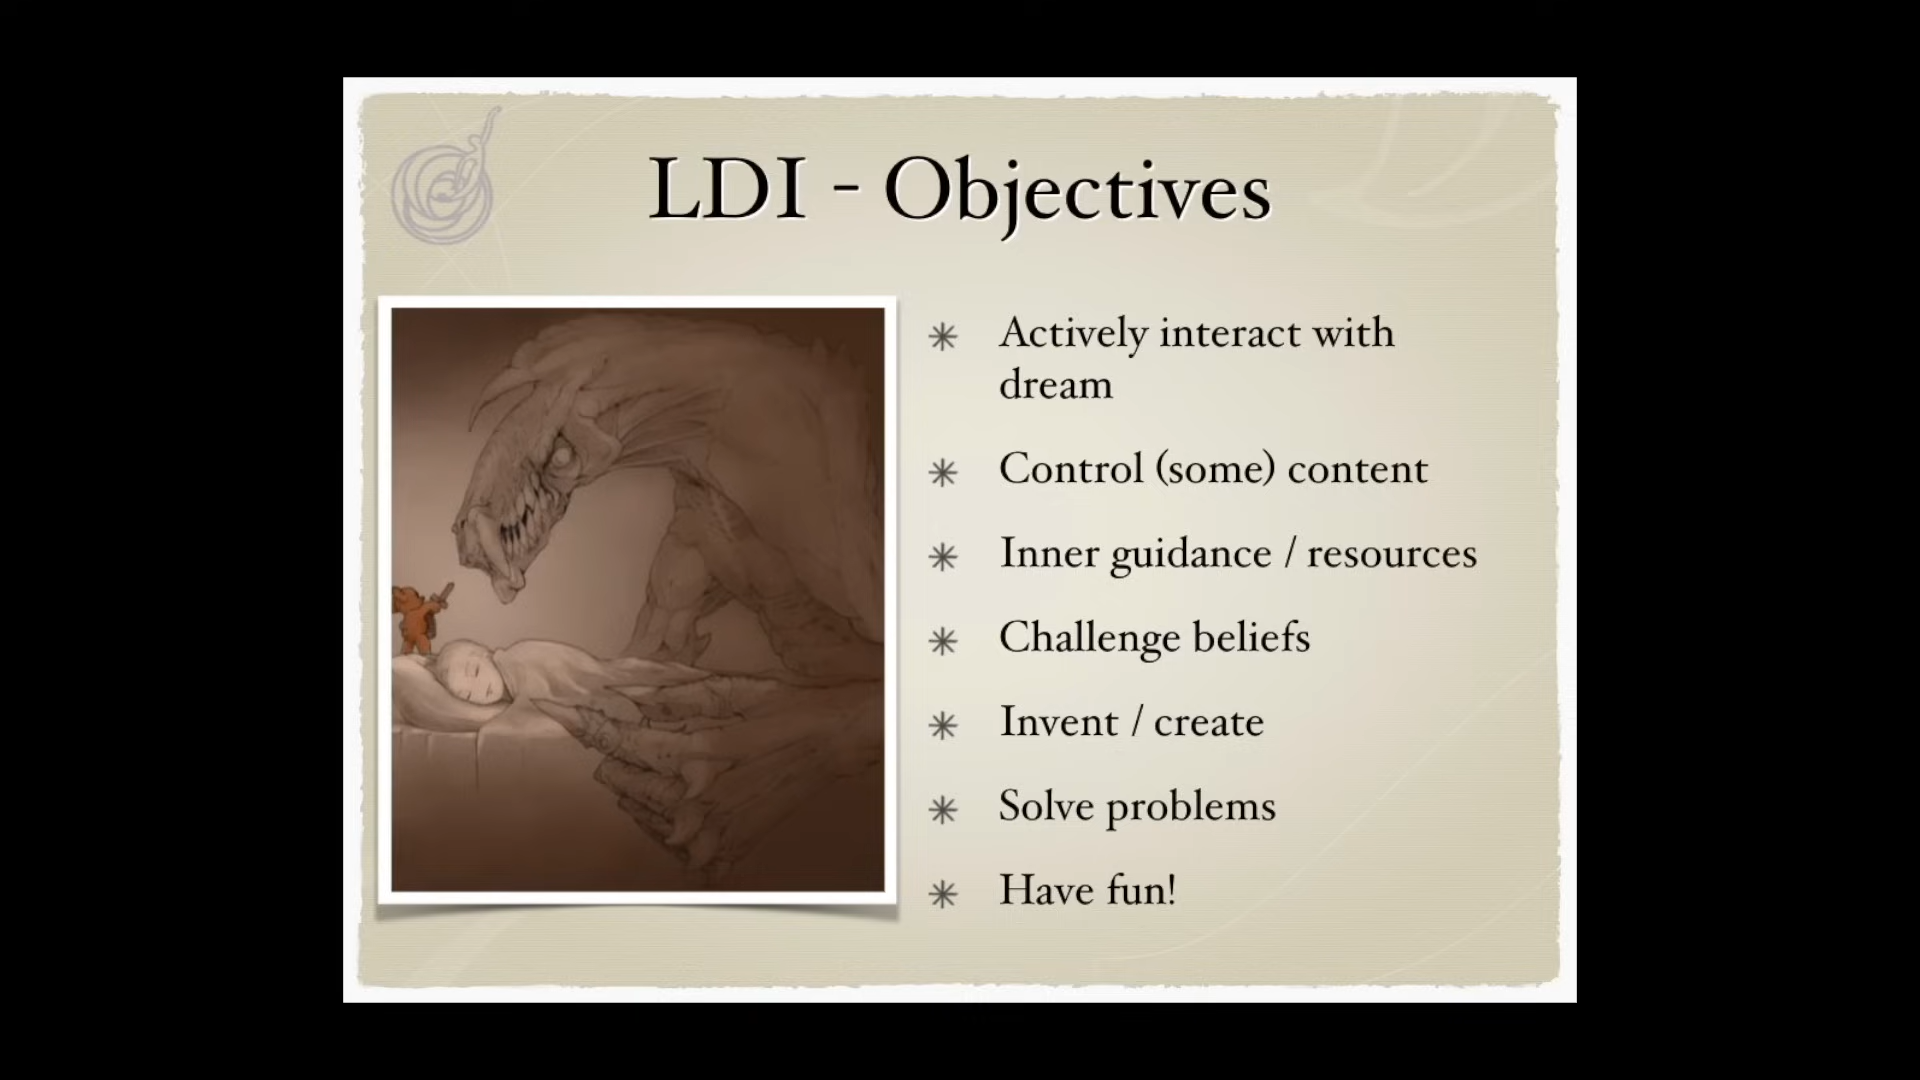 LDI - Objectives
Actively interact with
dream
Control (some) content
Inner guidance / resources
Challenge beliefs
Invent / create
Solve problems
Have fun!